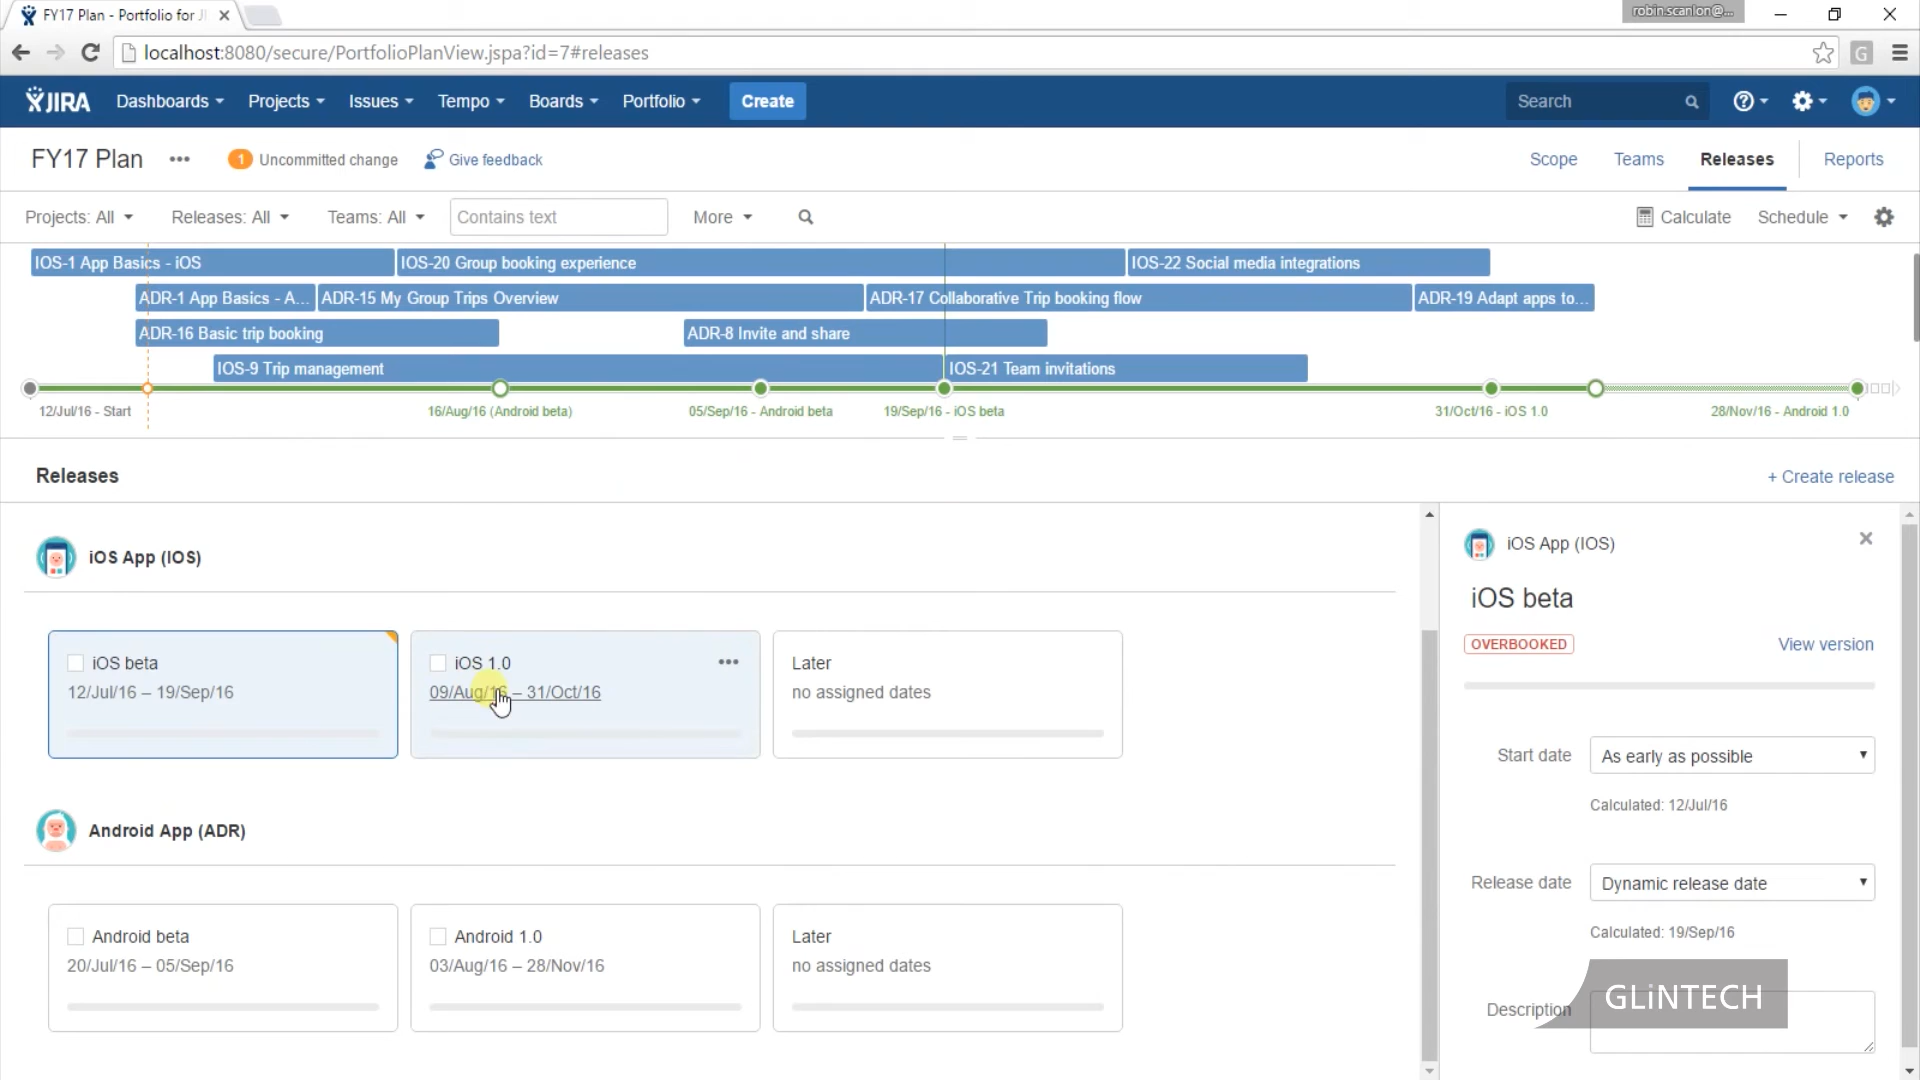 FY17 Plan - Portfolio for JI
robin.scanlon@...
localhost:8080/secure/PortfolioPlanView.jspa?id=7#releases
G
JIRA Dashboards Projects Issues Tempo Boards Portfolio Create Search
FY17 Plan ••• 1 Uncommitted change Give feedback Scope Teams Releases Reports
Projects: All Releases: All Teams: All Contains text More Calculate Schedule
IOS-1 App Basics - iOS IOS-20 Group booking experience IOS-22 Social media integrations
ADR-1 App Basics - A... ADR-15 My Group Trips Overview ADR-17 Collaborative Trip booking flow ADR-19 Adapt apps to...
ADR-16 Basic trip booking ADR-8 Invite and share
IOS-9 Trip management IOS-21 Team invitations
12/Jul/16 - Start 16/Aug/16 (Android beta) 05/Sep/16 - Android beta 19/Sep/16 - iOS beta 31/Oct/16 - iOS 1.0 28/Nov/16 - Android 1.0
Releases + Create release
iOS App (IOS)
iOS beta iOS 1.0 ••• Later
12/Jul/16 – 19/Sep/16 09/Aug/16 – 31/Oct/16 no assigned dates
Android App (ADR)
Android beta Android 1.0 Later
20/Jul/16 – 05/Sep/16 03/Aug/16 – 28/Nov/16 no assigned dates
iOS App (IOS)
iOS beta
OVERBOOKED View version
Start date As early as possible
Calculated: 12/Jul/16
Release date Dynamic release date
Calculated: 19/Sep/16
Description
GLiNTECH